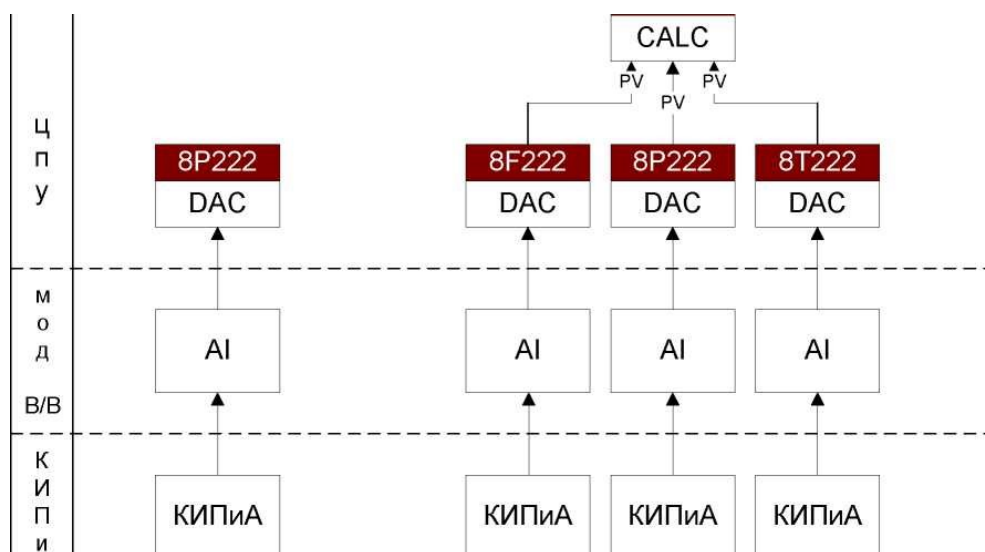 CALC
PV PV PV
Ц
п
у
8P222 8F222 8P222 8T222
DAC DAC DAC DAC
м
о
д
В/В
AI AI AI AI
К
И
П
и
КИПиА КИПиА КИПиА КИПиА